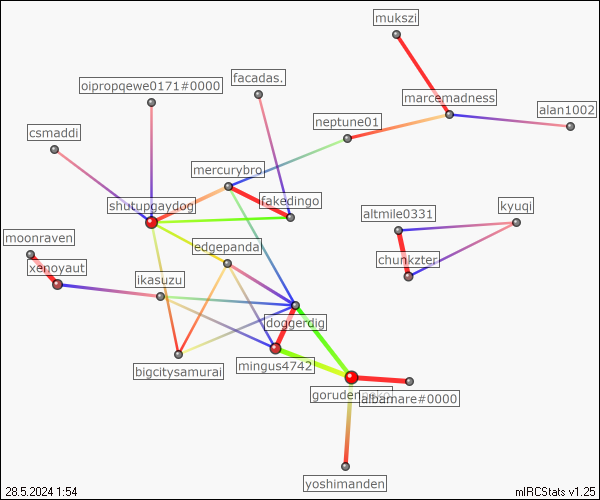 mukszi
facadas.
oipropqewe0171#0000
marcemadness
alan1002
neptune01
csmaddi
mercurybro
fakedingo
shutupgaydog
kyuqi
altmile0331
moonraven
edgepanda
chunkzter
xenoyaut
ikasuzu
doggerdig
mingus4742
bigcitysamurai
albamare#0000
yoshimanden
28.5.2024 1:54
mIRCStats v1.25